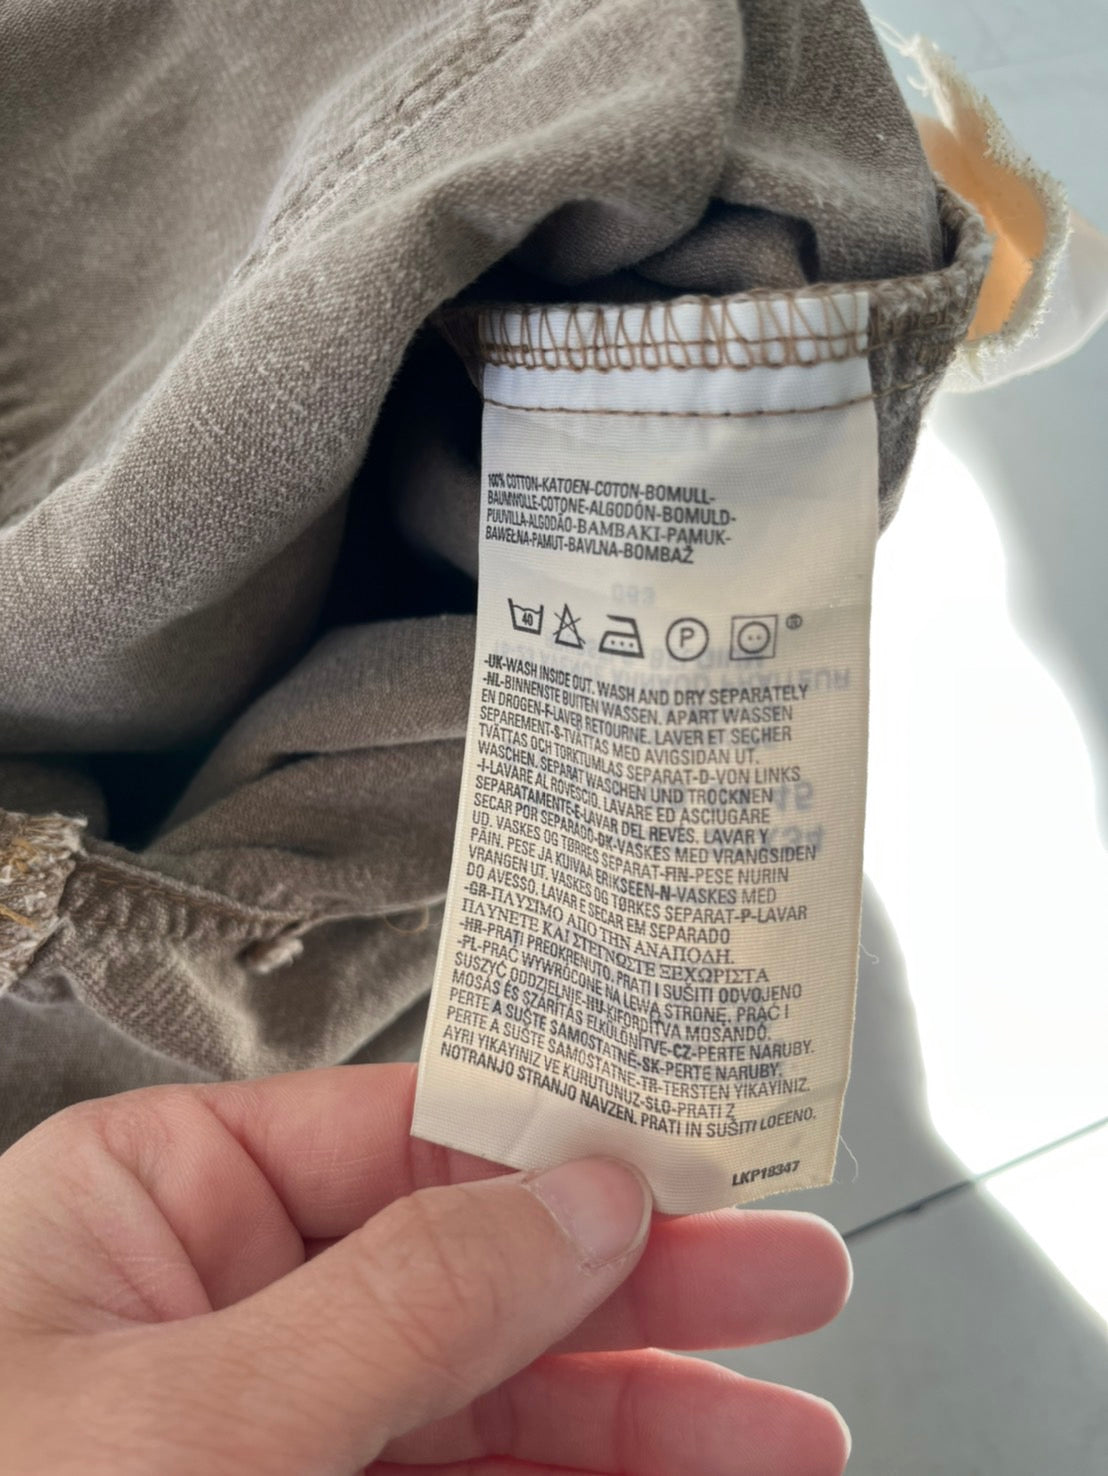 100% COTTON-KATOEN-COTON-BOMULL-
BAUMWOLLE-COTONE-ALGODÓN-BOMULD-
PUUVILLA-ALGODÃO-BAMBAKI-PAMUK-
BAWEŁNA-PAMUT-BAVLNA-BOMBAŽ
40 P ®
-UK-WASH INSIDE OUT. WASH AND DRY SEPARATELY
-NL-BINNENSTE BUITEN WASSEN. APART WASSEN
EN DROGEN-F-LAVER RETOURNE. LAVER ET SECHER
SEPAREMENT-S-TVÄTTAS MED AVIGSIDAN UT.
TVÄTTAS OCH TORKTUMLAS SEPARAT-D-VON LINKS
WASCHEN. SEPARAT WASCHEN UND TROCKNEN
-I-LAVARE AL ROVESCIO. LAVARE ED ASCIUGARE
SEPARATAMENTE-E-LAVAR DEL REVÉS. LAVAR Y
SECAR POR SEPARADO-DK-VASKES MED VRANGSIDEN
UD. VASKES OG TØRRES SEPARAT-FIN-PESE NURIN
PÄIN. PESE JA KUIVAA ERIKSEEN-N-VASKES MED
VRANGEN UT. VASKES OG TØRKES SEPARAT-P-LAVAR
DO AVESSO. LAVAR E SECAR EM SEPARADO
-GR-ΠΛΥΣΙΜΟ ΑΠΟ ΤΗΝ ΑΝΑΠΟΔΗ.
ΠΛΥΝΕΤΕ ΚΑΙ ΣΤΕΓΝΩΣΤΕ ΞΕΧΩΡΙΣΤΑ
-HR-PRATI PREOKRENUTO. PRATI I SUŠITI ODVOJENO
-PL-PRAĆ WYWRÓCONE NA LEWĄ STRONĘ. PRAĆ I
SUSZYĆ ODDZIELNIE-HU-KIFORDÍTVA MOSANDÓ.
MOSÁS ÉS SZÁRÍTÁS ELKÜLÖNÍTVE-CZ-PERTE NARUBY.
PERTE A SUŠTE SAMOSTATNĚ-SK-PERTE NARUBY.
PERTE A SUŠTE SAMOSTATNE-TR-TERSTEN YIKAYINIZ.
AYRI YIKAYINIZ VE KURUTUNUZ-SLO-PRATI Z
NOTRANJO STRANJO NAVZEN. PRATI IN SUŠITI LOEENO.
LKP18347